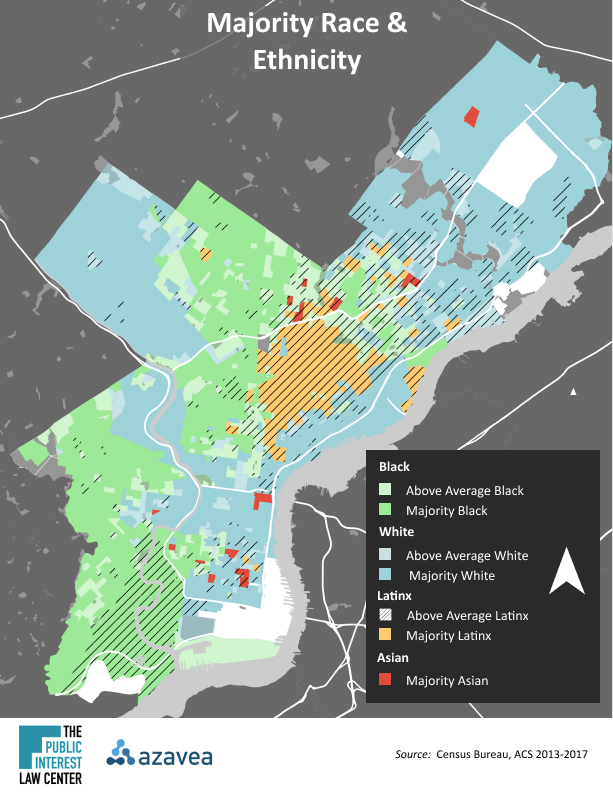 Majority Race &
Ethnicity
Black
Above Average Black
Majority Black
White
Above Average White
Majority White
Latinx
Above Average Latinx
Majority Latinx
Asian
Majority Asian
THE
PUBLIC
INTEREST
LAW CENTER
azavea
Source: Census Bureau, ACS 2013-2017